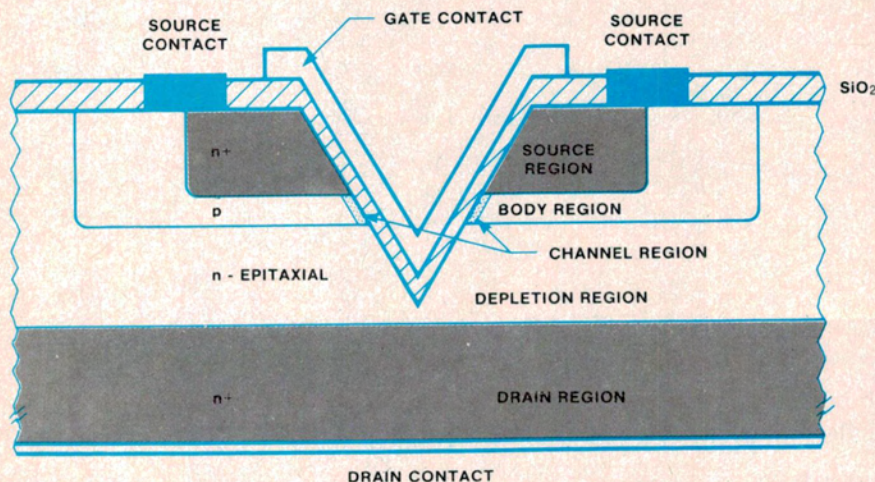 SOURCE
CONTACT
GATE CONTACT
SOURCE
CONTACT
SiO₂
n+
SOURCE
REGION
p
BODY REGION
CHANNEL REGION
n - EPITAXIAL
DEPLETION REGION
n+
DRAIN REGION
DRAIN CONTACT